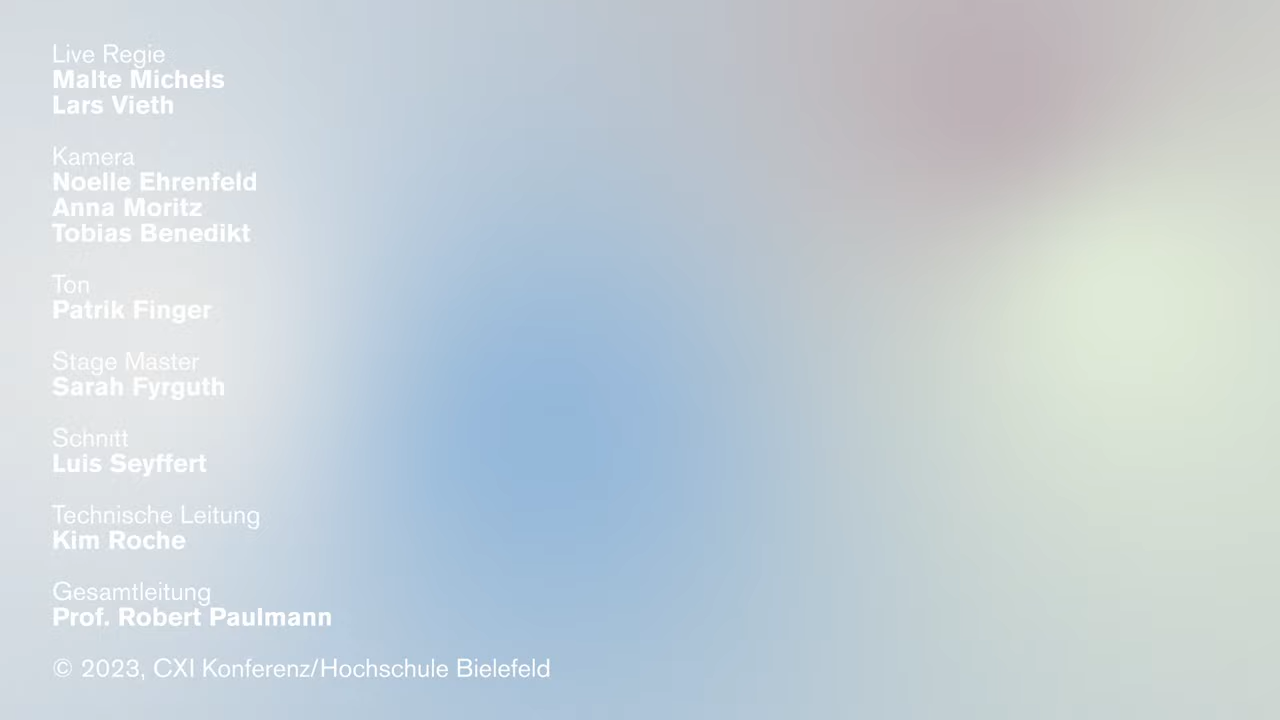 Live Regie
Malte Michels
Lars Vieth
Kamera
Noelle Ehrenfeld
Anna Moritz
Tobias Benedikt
Ton
Patrik Finger
Stage Master
Sarah Fyrguth
Schnitt
Luis Seyffert
Technische Leitung
Kim Roche
Gesamtleitung
Prof. Robert Paulmann
© 2023, CXI Konferenz/Hochschule Bielefeld